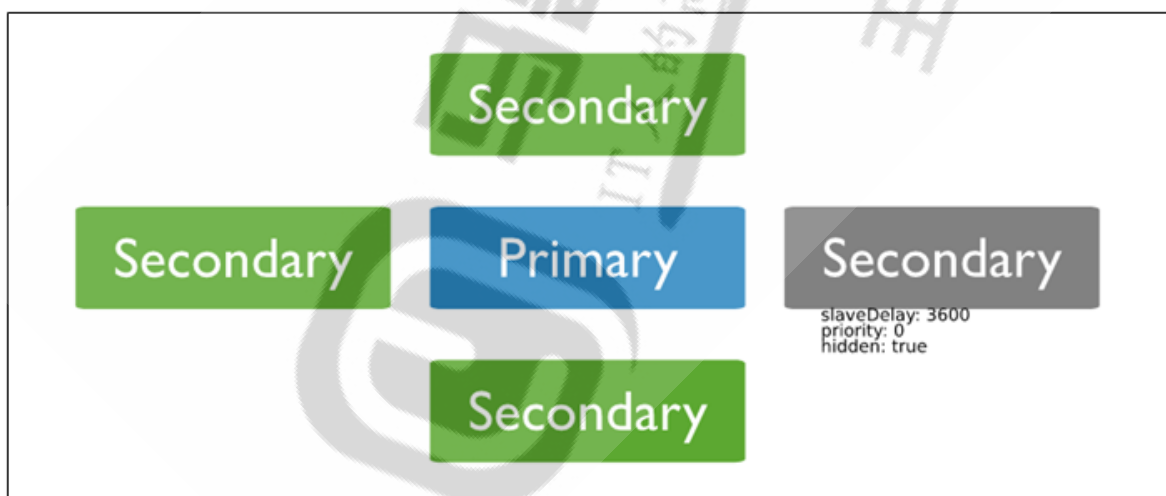 Secondary
Secondary
Primary
Secondary
slaveDelay: 3600
priority: 0
hidden: true
Secondary